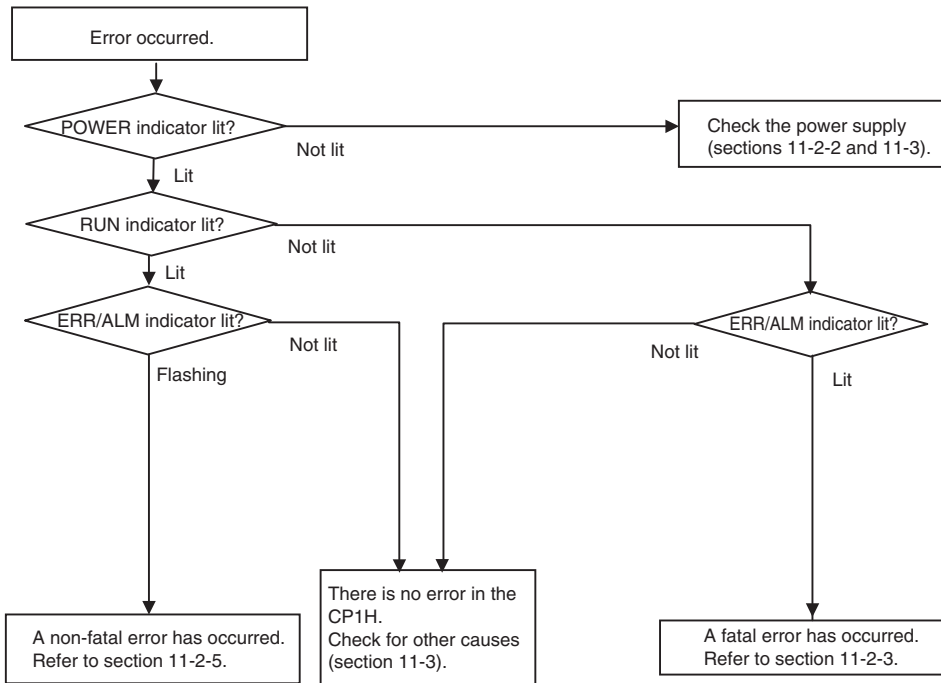 Error occurred.
POWER indicator lit?
Not lit
Check the power supply
(sections 11-2-2 and 11-3).
Lit
RUN indicator lit?
Not lit
Lit
ERR/ALM indicator lit?
Not lit
Flashing
ERR/ALM indicator lit?
Not lit
Lit
A non-fatal error has occurred.
Refer to section 11-2-5.
There is no error in the
CP1H.
Check for other causes
(section 11-3).
A fatal error has occurred.
Refer to section 11-2-3.